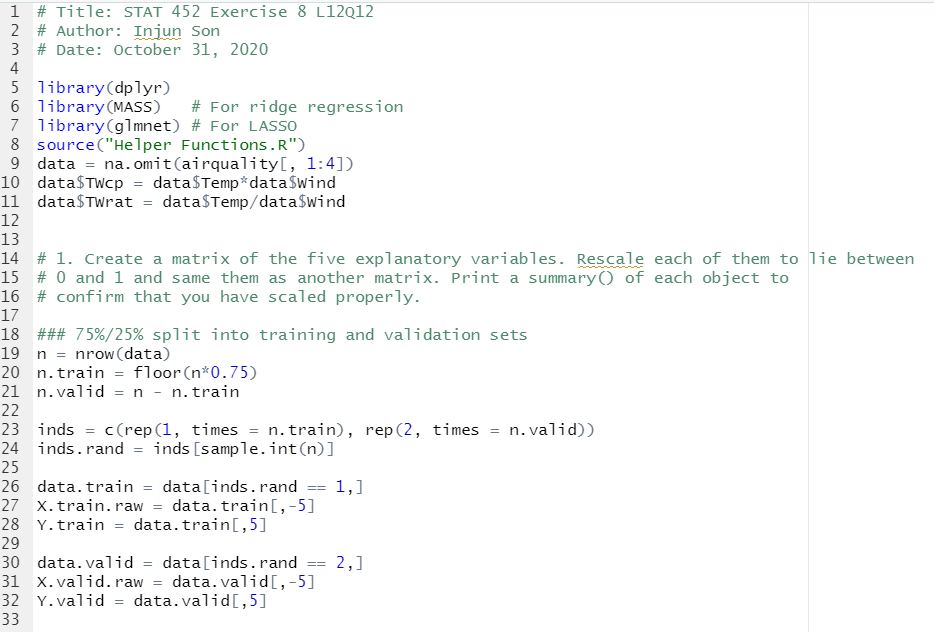 1 # Title: STAT 452 Exercise 8 L12Q12
2 # Author: Injun Son
3 # Date: October 31, 2020
4
5 library(dplyr)
6 library(MASS)   # For ridge regression
7 library(glmnet) # For LASSO
8 source("Helper Functions.R")
9 data = na.omit(airquality[, 1:4])
10 data$TWcp = data$Temp*data$Wind
11 data$TWrat = data$Temp/data$Wind
12
13
14 # 1. Create a matrix of the five explanatory variables. Rescale each of them to lie between
15 # 0 and 1 and same them as another matrix. Print a summary() of each object to
16 # confirm that you have scaled properly.
17
18 ### 75%/25% split into training and validation sets
19 n = nrow(data)
20 n.train = floor(n*0.75)
21 n.valid = n - n.train
22
23 inds = c(rep(1, times = n.train), rep(2, times = n.valid))
24 inds.rand = inds[sample.int(n)]
25
26 data.train = data[inds.rand == 1,]
27 X.train.raw = data.train[,-5]
28 Y.train = data.train[,5]
29
30 data.valid = data[inds.rand == 2,]
31 X.valid.raw = data.valid[,-5]
32 Y.valid = data.valid[,5]
33